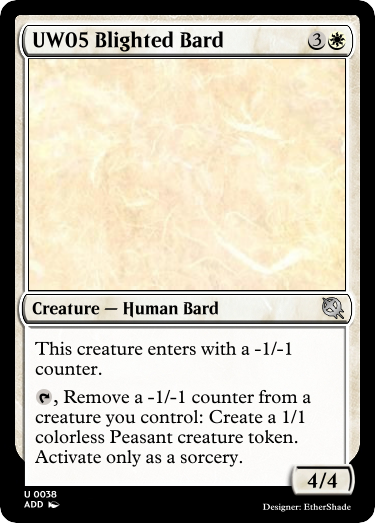 UW05 Blighted Bard 3
Creature — Human Bard
This creature enters with a -1/-1
counter.
, Remove a -1/-1 counter from a
creature you control: Create a 1/1
colorless Peasant creature token.
Activate only as a sorcery.
4/4
U 0038
ADD
Designer: EtherShade